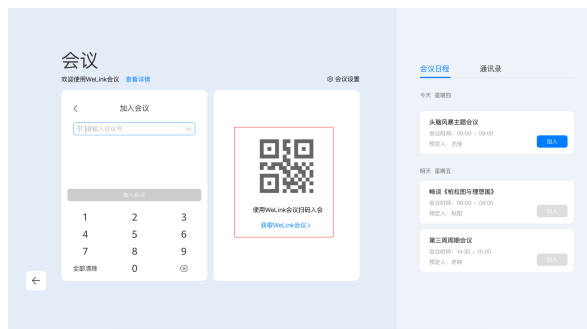 会议
欢迎使用WeLink会议 查看详情
会议设置
加入会议
请输入会议号
加入会议
1 2 3
4 5 6
7 8 9
全部清除 0
使用WeLink会议扫码入会
获取WeLink会议>
会议日程 通讯录
今天 星期四
头脑风暴主题会议
会议时间: 08:00 – 09:00
预定人: 尤佳
加入
明天 星期五
畅谈《柏拉图与理想国》
会议时间: 08:00 – 09:00
预定人: 秋阳
加入
第三周周期会议
会议时间: 14:30 – 15:00
预定人: 亦婷
加入